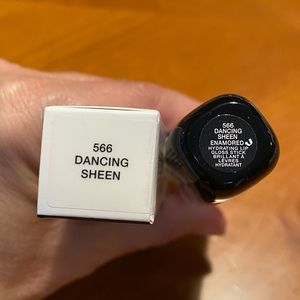 566
DANCING
SHEEN
566
DANCING
SHEEN
ENAMORED
HYDRATING LIP
GLOSS STICK
BRILLANT À
LÈVRES
HYDRATANT